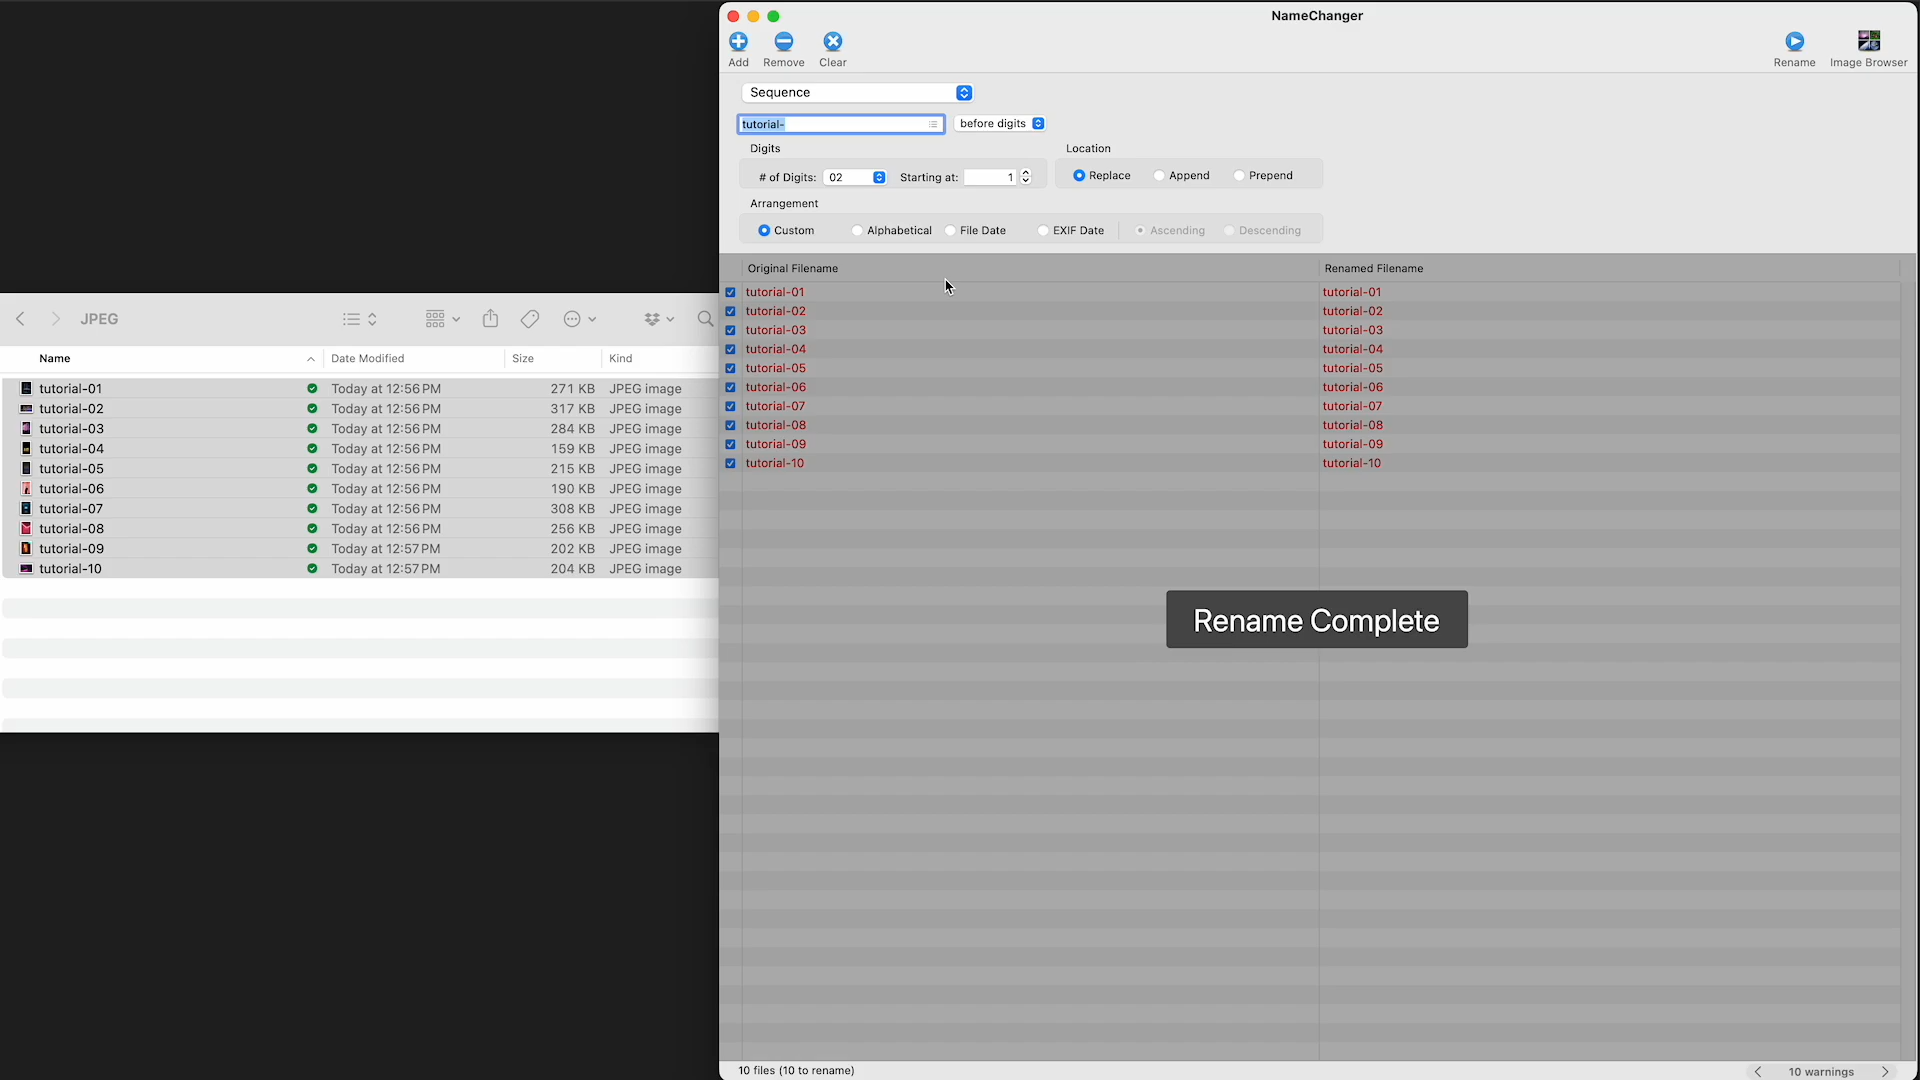 NameChanger
Add Remove Clear Rename Image Browser
Sequence
tutorial- before digits
Digits Location
# of Digits: 02 Starting at: 1 Replace Append Prepend
Arrangement
Custom Alphabetical File Date EXIF Date Ascending Descending
Original Filename Renamed Filename
tutorial-01 tutorial-01
tutorial-02 tutorial-02
tutorial-03 tutorial-03
tutorial-04 tutorial-04
tutorial-05 tutorial-05
tutorial-06 tutorial-06
tutorial-07 tutorial-07
tutorial-08 tutorial-08
tutorial-09 tutorial-09
tutorial-10 tutorial-10
Rename Complete
10 files (10 to rename) 10 warnings
JPEG
Name Date Modified Size Kind
tutorial-01 Today at 12:56 PM 271 KB JPEG image
tutorial-02 Today at 12:56 PM 317 KB JPEG image
tutorial-03 Today at 12:56 PM 284 KB JPEG image
tutorial-04 Today at 12:56 PM 159 KB JPEG image
tutorial-05 Today at 12:56 PM 215 KB JPEG image
tutorial-06 Today at 12:56 PM 190 KB JPEG image
tutorial-07 Today at 12:56 PM 308 KB JPEG image
tutorial-08 Today at 12:56 PM 256 KB JPEG image
tutorial-09 Today at 12:57 PM 202 KB JPEG image
tutorial-10 Today at 12:57 PM 204 KB JPEG image